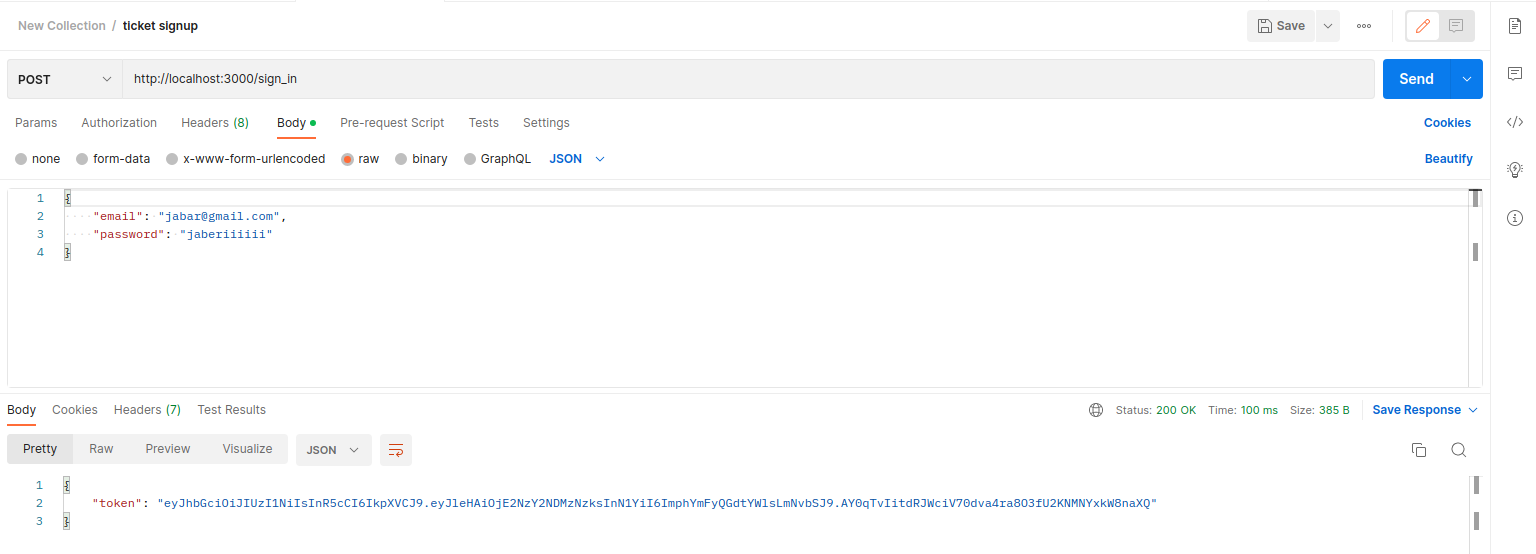 New Collection / ticket signup
Save
POST http://localhost:3000/sign_in
Send
Params Authorization Headers (8) Body Pre-request Script Tests Settings Cookies
none form-data x-www-form-urlencoded raw binary GraphQL JSON Beautify
1 {
2 "email": "jabar@gmail.com",
3 "password": "jaberiiiiii"
4 }
Body Cookies Headers (7) Test Results Status: 200 OK Time: 100 ms Size: 385 B Save Response
Pretty Raw Preview Visualize JSON
1 {
2 "token": "eyJhbGciOiJIUzI1NiIsInR5cCI6IkpXVCJ9.eyJleHAiOjE2NzY2NDMzNzksInN1YiI6ImphYmFyQGdtYWlsLmNvbSJ9.AY0qTvIitdRJWciV70dva4ra8O3fU2KNMNYxkW8naXQ"
3 }